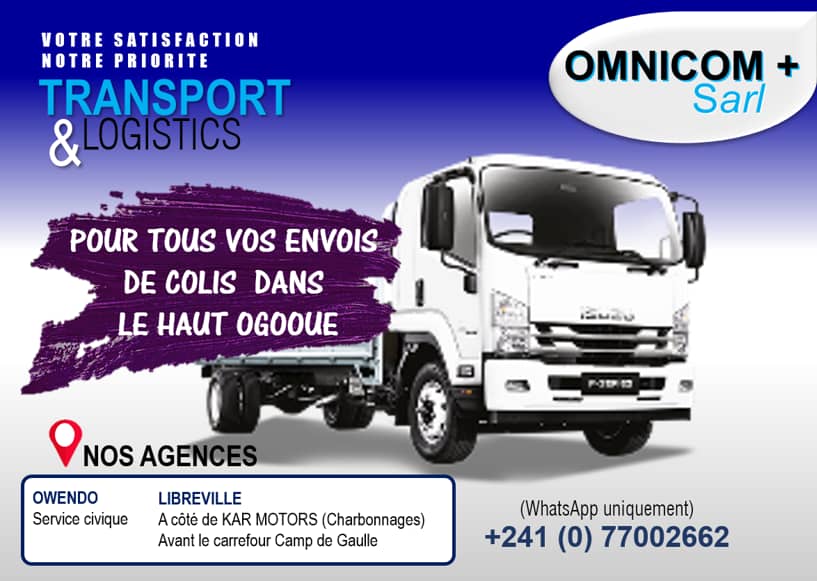 VOTRE SATISFACTION
NOTRE PRIORITE
TRANSPORT
& LOGISTICS
OMNICOM +
Sarl
POUR TOUS VOS ENVOIS
DE COLIS DANS
LE HAUT OGOOUE
ISUZU
NOS AGENCES
OWENDO
Service civique
LIBREVILLE
A côté de KAR MOTORS (Charbonnages)
Avant le carrefour Camp de Gaulle
(WhatsApp uniquement)
+241 (0) 77002662